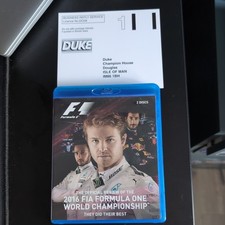 DUKE
Duke
Champion House
Douglas
ISLE OF MAN
1
F1
Formula 1
2 DISCS
THE OFFICIAL REVIEW OF THE
2016 FIA FORMULA ONE
WORLD CHAMPIONSHIP
THEY DID THEIR BEST